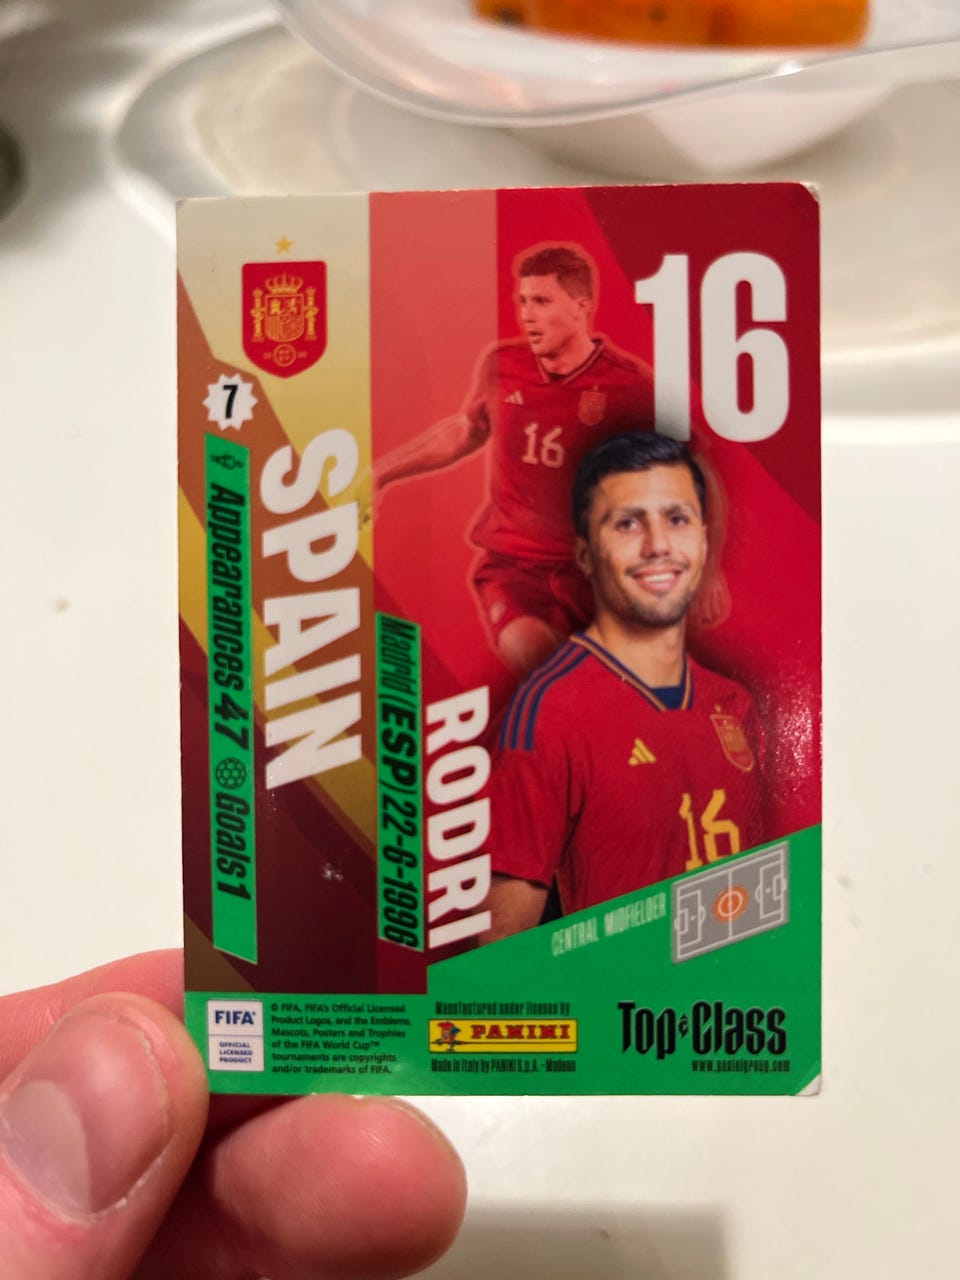 16
16
7
SPAIN
Appearances 47 Goals 1
Madrid (ESP) 22-6-1996
RODRI
16
CENTRAL MIDFIELDER
FIFA®
OFFICIAL
LICENSED
PRODUCT
© FIFA, FIFA's Official Licensed
Product Logos, and the Emblems,
Mascots, Posters and Trophies
of the FIFA World Cup™
tournaments are copyrights
and/or trademarks of FIFA.
Manufactured under licence by
PANINI
Made in Italy by PANINI S.p.A. - Modena
Top Class
www.paninigroup.com